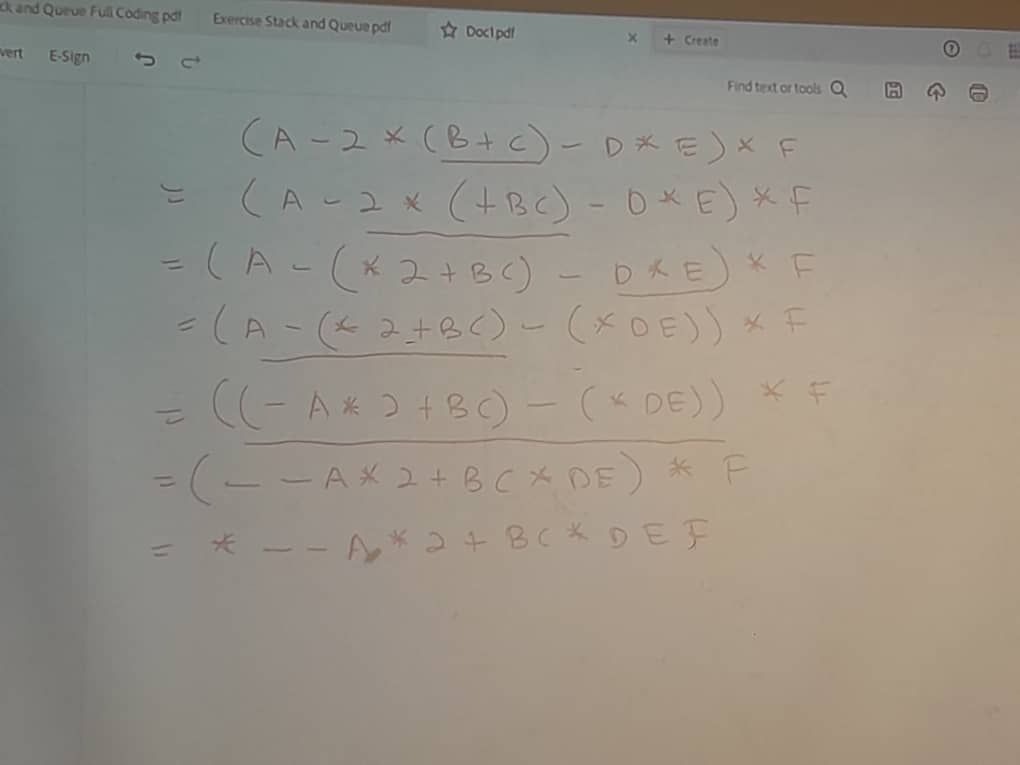 ck and Queue Full Coding.pdf Exercise Stack and Queue.pdf ☆ Doc1.pdf × + Create
vert E-Sign
Find text or tools
(A - 2 * (B + C) - D * E) * F
= (A - 2 * (+BC) - D * E) * F
= (A - (* 2 + BC) - D * E) * F
= (A - (* 2 + BC) - (* DE)) * F
= ((- A * 2 + BC) - (* DE)) * F
= (- - A * 2 + BC * DE) * F
= * - - A * 2 + BC * D E F